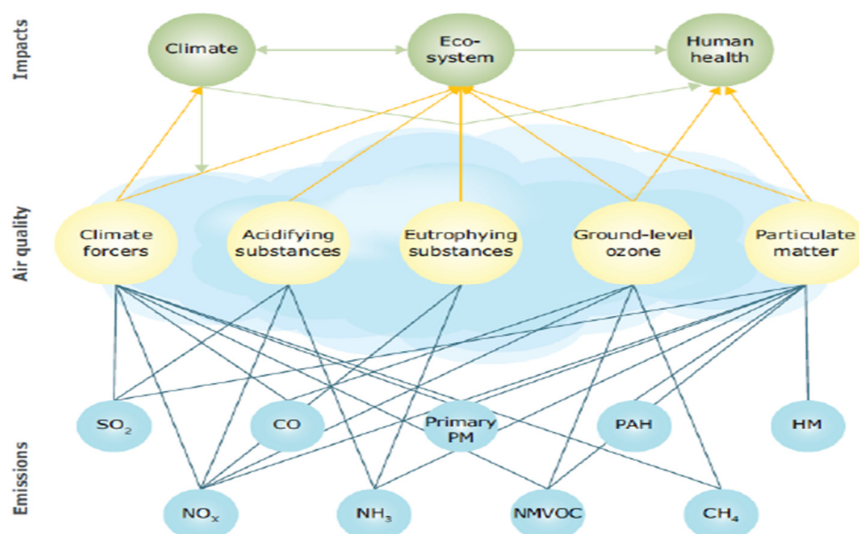 Impacts
Climate
Eco-
system
Human
health
Air quality
Climate
forcers
Acidifying
substances
Eutrophying
substances
Ground-level
ozone
Particulate
matter
Emissions
SO₂
CO
Primary
PM
PAH
HM
NOₓ
NH₃
NMVOC
CH₄